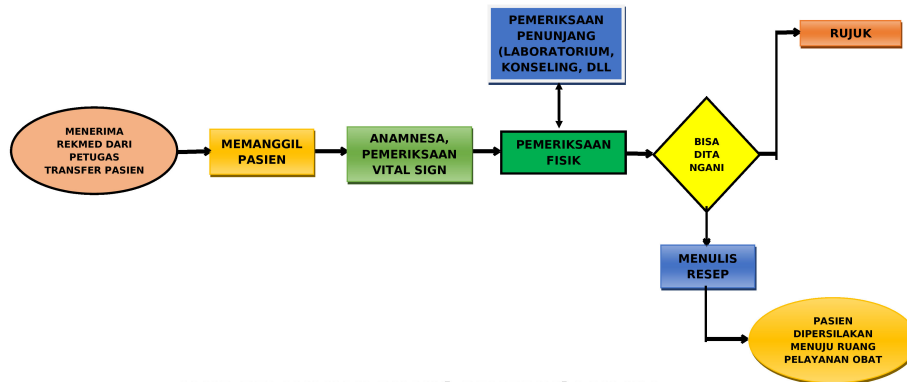 MENERIMA
REKMED DARI
PETUGAS
TRANSFER PASIEN
MEMANGGIL
PASIEN
ANAMNESA,
PEMERIKSAAN
VITAL SIGN
PEMERIKSAAN
PENUNJANG
(LABORATORIUM,
KONSELING, DLL
PEMERIKSAAN
FISIK
BISA
DITA
NGANI
RUJUK
MENULIS
RESEP
PASIEN
DIPERSILAKAN
MENUJU RUANG
PELAYANAN OBAT